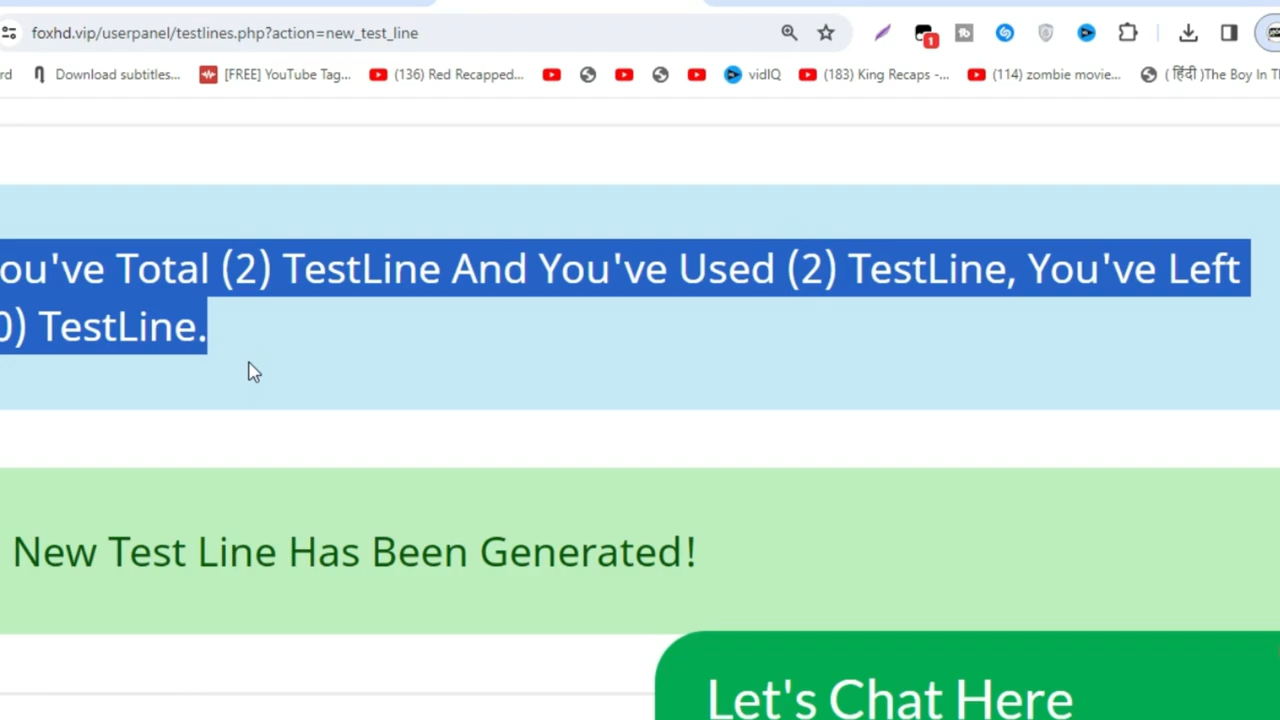 foxhd.vip/userpanel/testlines.php?action=new_test_line
1
rd Download subtitles... [FREE] YouTube Tag... (136) Red Recapped... vidIQ (183) King Recaps -... (114) zombie movie... ( हिंदी )The Boy In T
ou've Total (2) TestLine And You've Used (2) TestLine, You've Left
0) TestLine.
New Test Line Has Been Generated!
Let's Chat Here